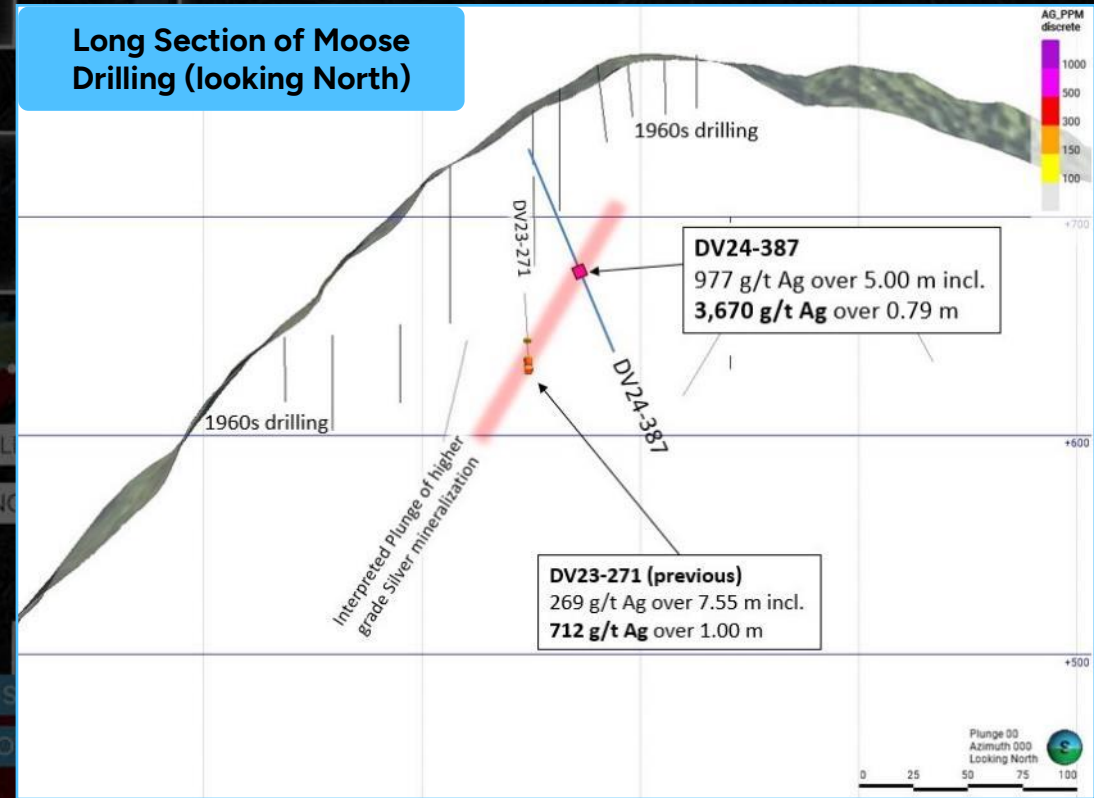 Long Section of Moose
Drilling (looking North)
AG_PPM
discrete
1000
500
300
150
100
1960s drilling
DV23-271
+700
DV24-387
977 g/t Ag over 5.00 m incl.
3,670 g/t Ag over 0.79 m
DV24-387
1960s drilling
+600
Interpreted Plunge of higher
grade Silver mineralization
DV23-271 (previous)
269 g/t Ag over 7.55 m incl.
712 g/t Ag over 1.00 m
+500
Plunge 00
Azimuth 000
Looking North
0 25 50 75 100